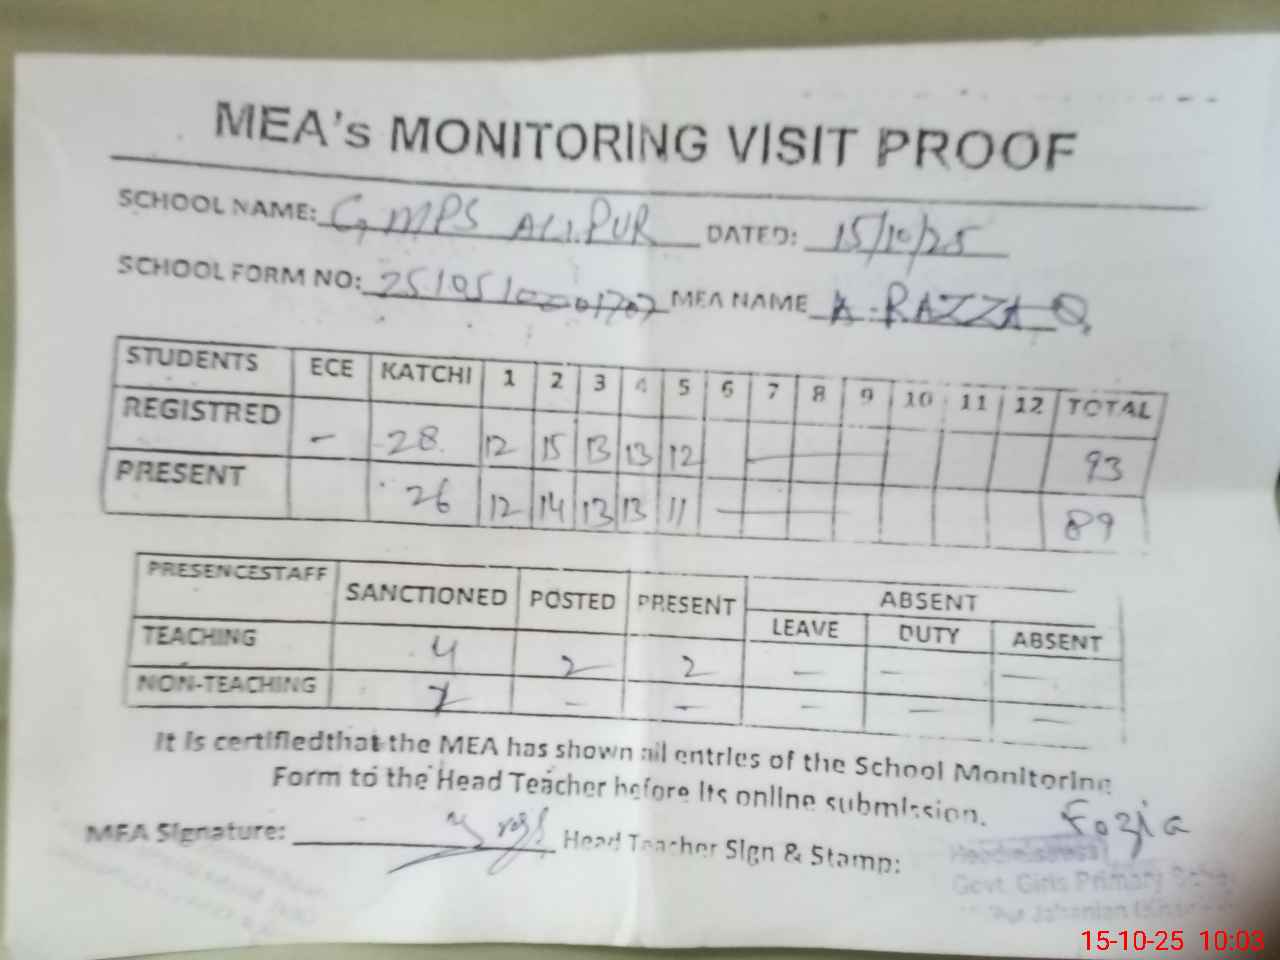 MEA's MONITORING VISIT PROOF
SCHOOL NAME: G MPS ALIPUR DATED: 15/10/25
SCHOOL FORM NO: MEA NAME A. RAZZAQ
STUDENTS ECE KATCHI 1 2 3 4 5 6 7 8 9 10 11 12 TOTAL
REGISTRED - 28 12 15 13 13 12 93
PRESENT 26 12 14 13 13 11 89
PRESENCESTAFF SANCTIONED POSTED PRESENT ABSENT
LEAVE DUTY ABSENT
TEACHING 4 2 2 - - -
NON-TEACHING - - - - -
It is certifiedthat the MEA has shown all entries of the School Monitoring
Form to the Head Teacher before its online submission.
MEA Signature: Head Teacher Sign & Stamp: Fozia
Headmistress
Govt. Girls Primary
15-10-25 10:03